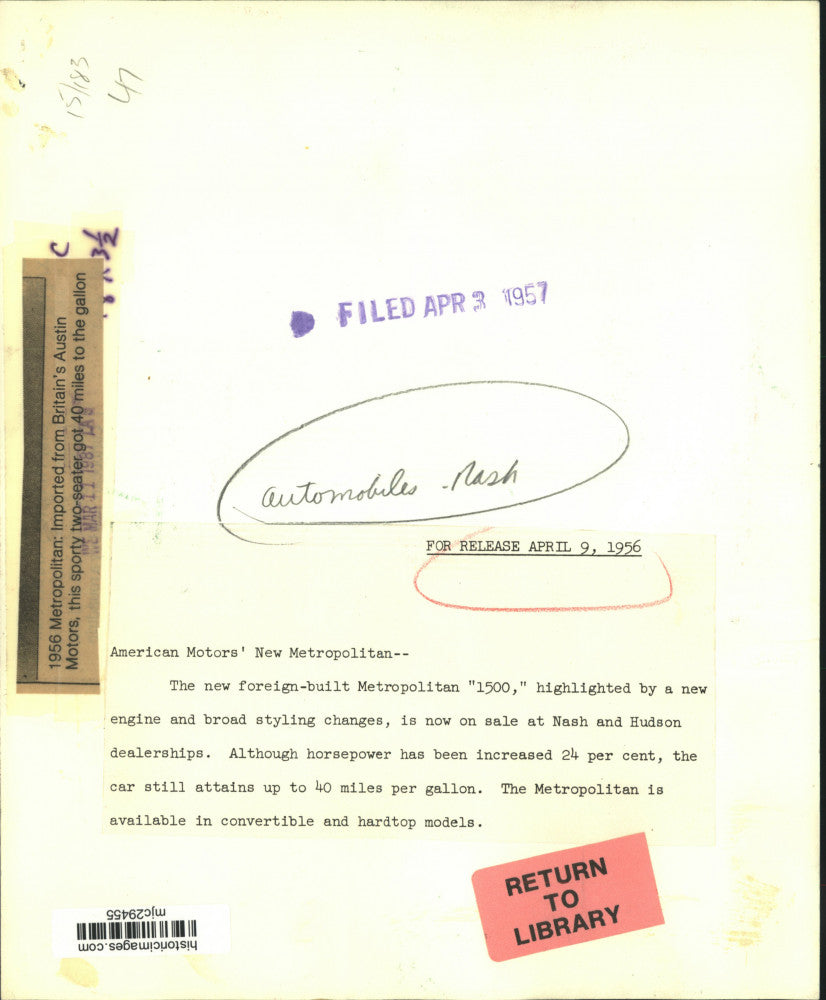 15/183
47
C
3 1/2
1956 Metropolitan: Imported from Britain's Austin
Motors, this sporty two-seater got 40 miles to the gallon
MAR 11 1987
FILED APR 3 1957
automobiles - Nash
FOR RELEASE APRIL 9, 1956
American Motors' New Metropolitan--
The new foreign-built Metropolitan "1500," highlighted by a new
engine and broad styling changes, is now on sale at Nash and Hudson
dealerships. Although horsepower has been increased 24 per cent, the
car still attains up to 40 miles per gallon. The Metropolitan is
available in convertible and hardtop models.
RETURN
TO
LIBRARY
historicimages.com
mjc29455